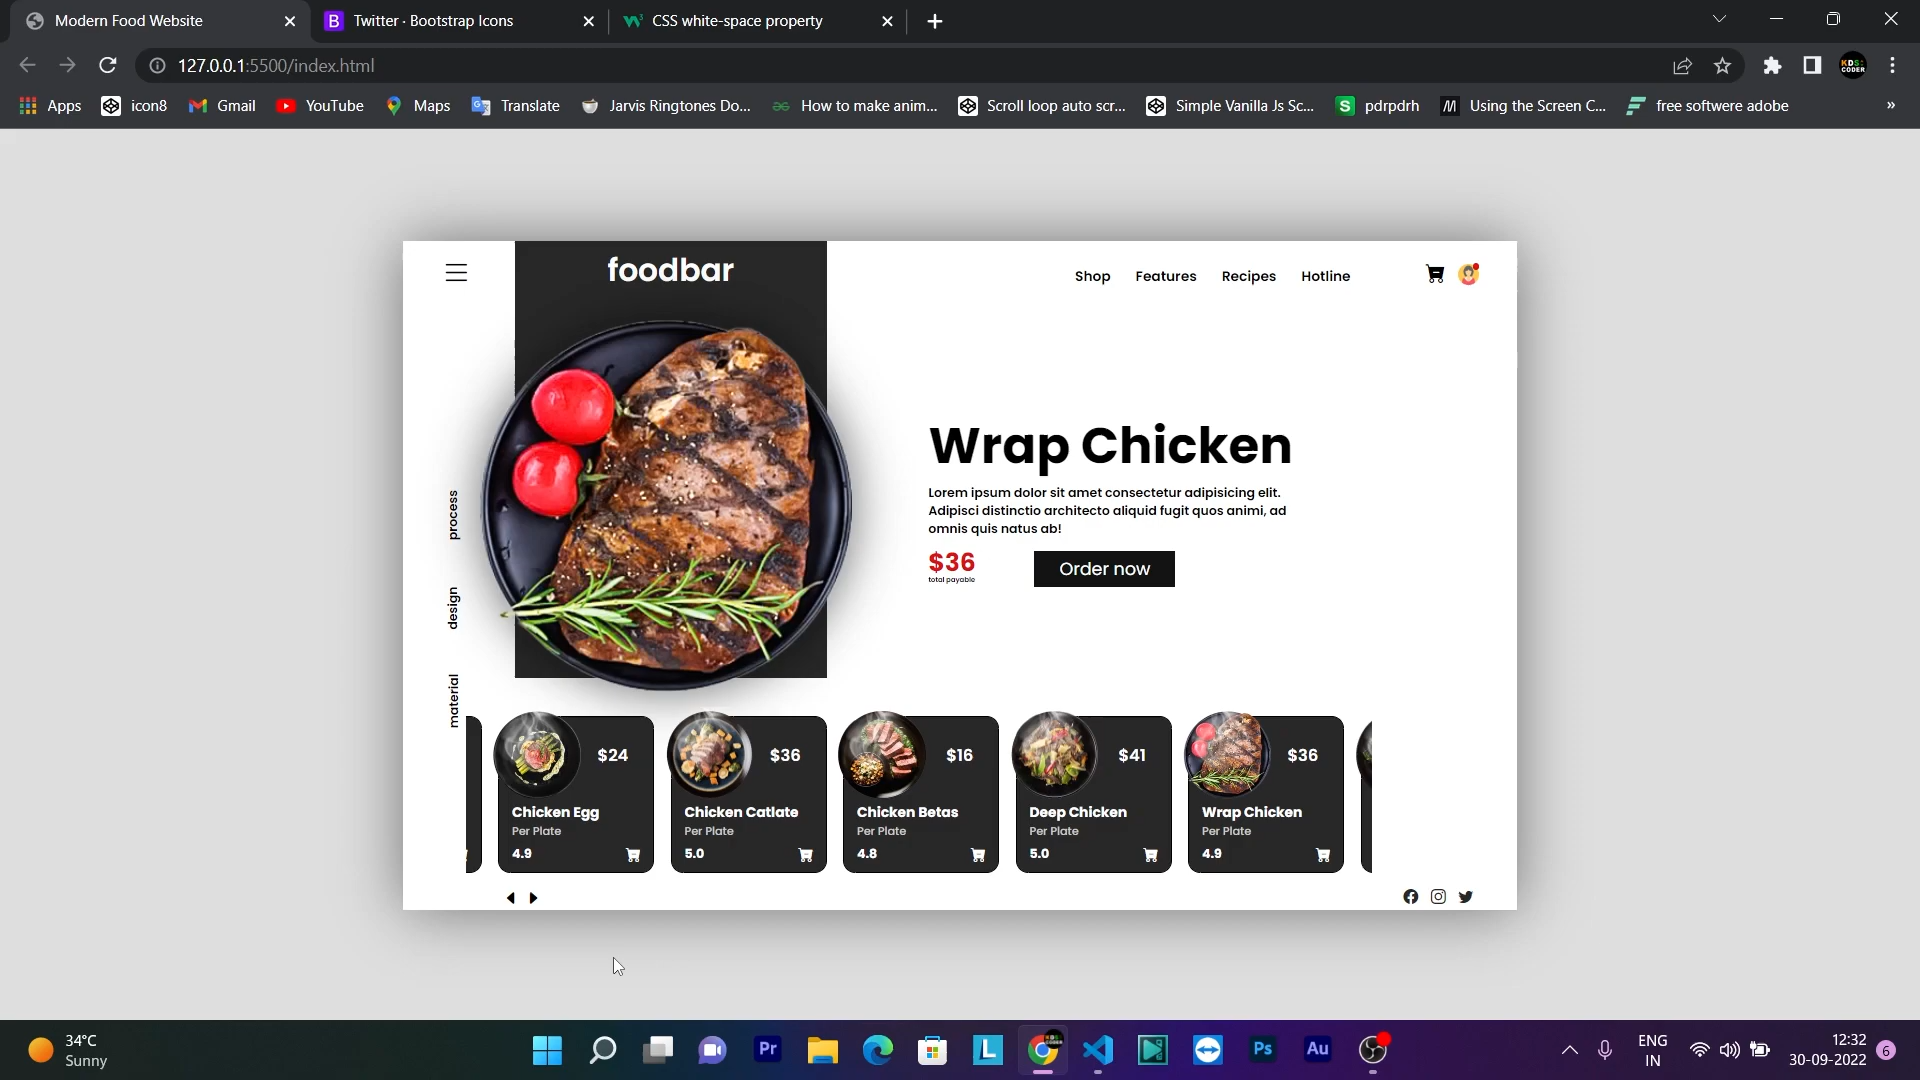 Modern Food Website
Twitter · Bootstrap Icons
CSS white-space property
127.0.0.1:5500/index.html
KDS:
CODER
Apps
icon8
Gmail
YouTube
Maps
Translate
Jarvis Ringtones Do...
How to make anim...
Scroll loop auto scr...
Simple Vanilla Js Sc...
pdrpdrh
Using the Screen C...
free softwere adobe
»
foodbar
Shop
Features
Recipes
Hotline
process
design
material
Wrap Chicken
Lorem ipsum dolor sit amet consectetur adipisicing elit.
Adipisci distinctio architecto aliquid fugit quos animi, ad
omnis quis natus ab!
$36
total payable
Order now
$24
Chicken Egg
Per Plate
4.9
$36
Chicken Catlate
Per Plate
5.0
$16
Chicken Betas
Per Plate
4.8
$41
Deep Chicken
Per Plate
5.0
$36
Wrap Chicken
Per Plate
4.9
34°C
Sunny
Pr
L
Ps
Au
ENG
IN
12:32
30-09-2022
6